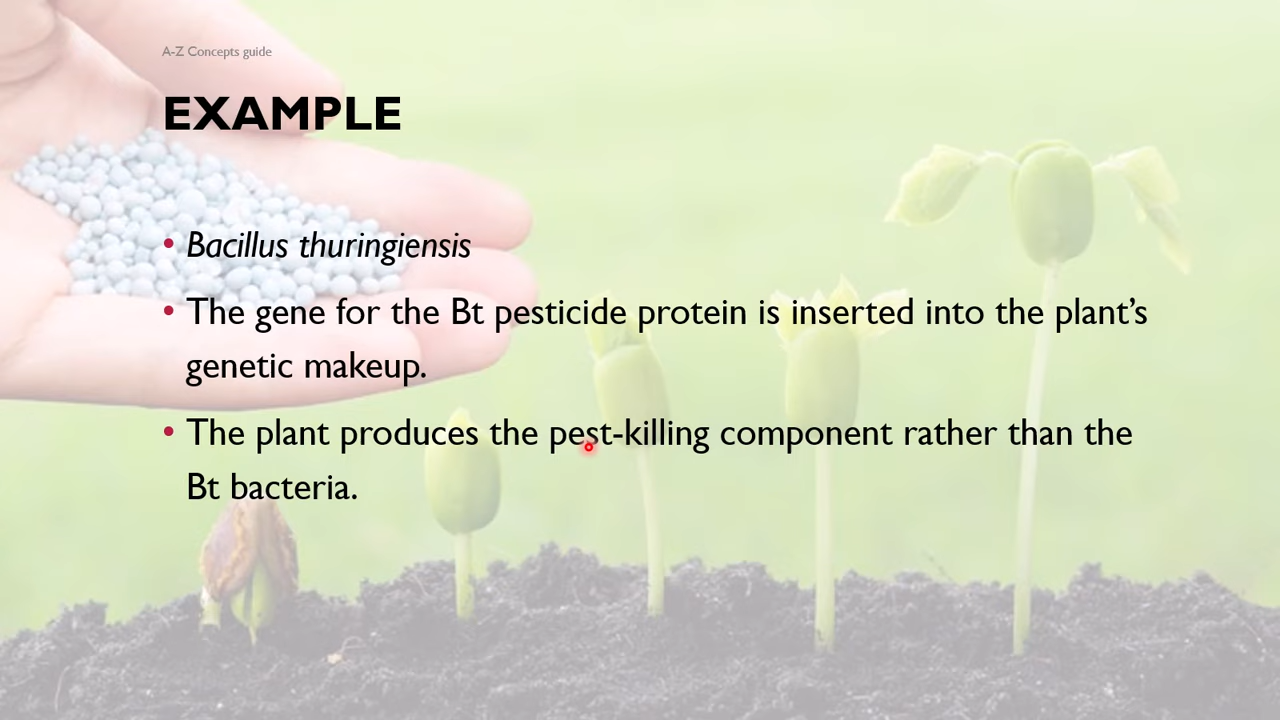 A-Z Concepts guide
EXAMPLE
• Bacillus thuringiensis
• The gene for the Bt pesticide protein is inserted into the plant’s
genetic makeup.
• The plant produces the pest-killing component rather than the
Bt bacteria.